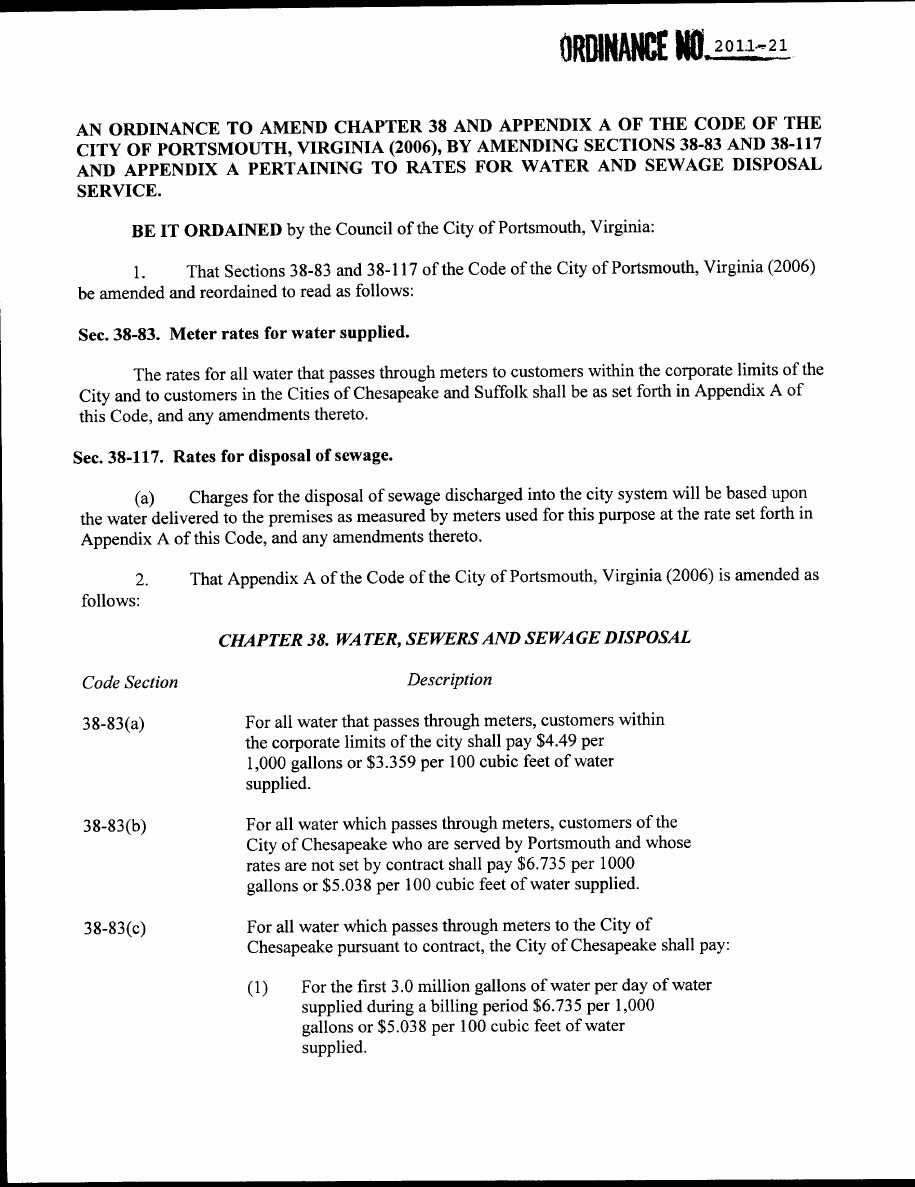 ORDINANCE NO. 2011-21
AN ORDINANCE TO AMEND CHAPTER 38 AND APPENDIX A OF THE CODE OF THE
CITY OF PORTSMOUTH, VIRGINIA (2006), BY AMENDING SECTIONS 38-83 AND 38-117
AND APPENDIX A PERTAINING TO RATES FOR WATER AND SEWAGE DISPOSAL
SERVICE.
BE IT ORDAINED by the Council of the City of Portsmouth, Virginia:
1. That Sections 38-83 and 38-117 of the Code of the City of Portsmouth, Virginia (2006)
be amended and reordained to read as follows:
Sec. 38-83. Meter rates for water supplied.
The rates for all water that passes through meters to customers within the corporate limits of the
City and to customers in the Cities of Chesapeake and Suffolk shall be as set forth in Appendix A of
this Code, and any amendments thereto.
Sec. 38-117. Rates for disposal of sewage.
(a) Charges for the disposal of sewage discharged into the city system will be based upon
the water delivered to the premises as measured by meters used for this purpose at the rate set forth in
Appendix A of this Code, and any amendments thereto.
2. That Appendix A of the Code of the City of Portsmouth, Virginia (2006) is amended as
follows:
CHAPTER 38. WATER, SEWERS AND SEWAGE DISPOSAL
Code Section Description
38-83(a) For all water that passes through meters, customers within
the corporate limits of the city shall pay $4.49 per
1,000 gallons or $3.359 per 100 cubic feet of water
supplied.
38-83(b) For all water which passes through meters, customers of the
City of Chesapeake who are served by Portsmouth and whose
rates are not set by contract shall pay $6.735 per 1000
gallons or $5.038 per 100 cubic feet of water supplied.
38-83(c) For all water which passes through meters to the City of
Chesapeake pursuant to contract, the City of Chesapeake shall pay:
(1) For the first 3.0 million gallons of water per day of water
supplied during a billing period $6.735 per 1,000
gallons or $5.038 per 100 cubic feet of water
supplied.